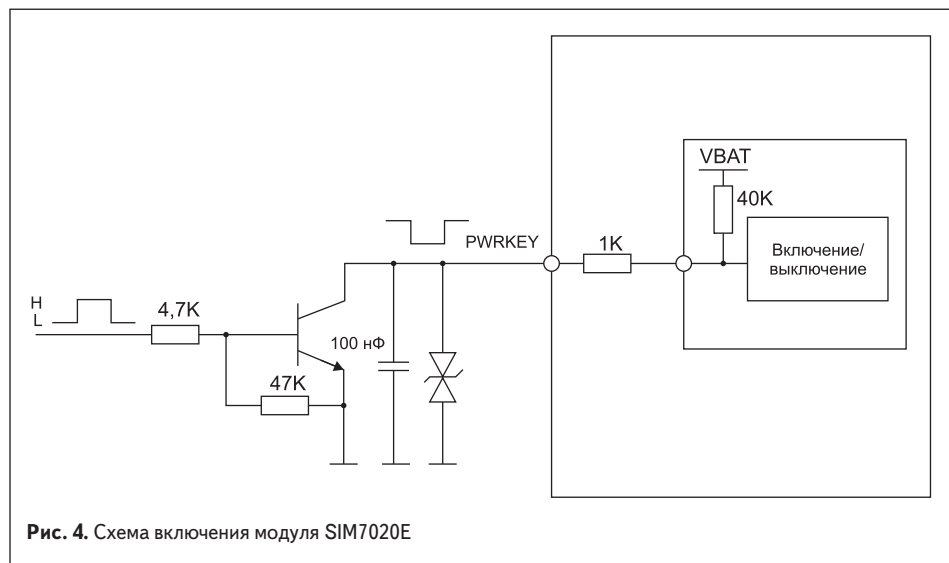 VBAT
40K
PWRKEY
1K
Включение/
выключение
H
L
4,7K
100 нФ
47K
Рис. 4. Схема включения модуля SIM7020E